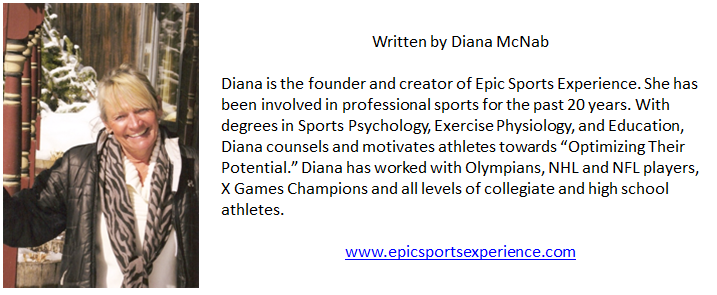 Written by Diana McNab
Diana is the founder and creator of Epic Sports Experience. She has
been involved in professional sports for the past 20 years. With
degrees in Sports Psychology, Exercise Physiology, and Education,
Diana counsels and motivates athletes towards “Optimizing Their
Potential.” Diana has worked with Olympians, NHL and NFL players,
X Games Champions and all levels of collegiate and high school
athletes.
www.epicsportsexperience.com